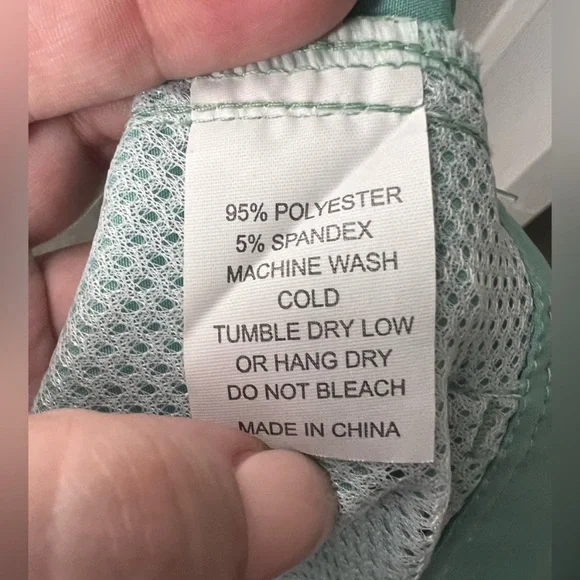 95% POLYESTER
5% SPANDEX
MACHINE WASH
COLD
TUMBLE DRY LOW
OR HANG DRY
DO NOT BLEACH
MADE IN CHINA